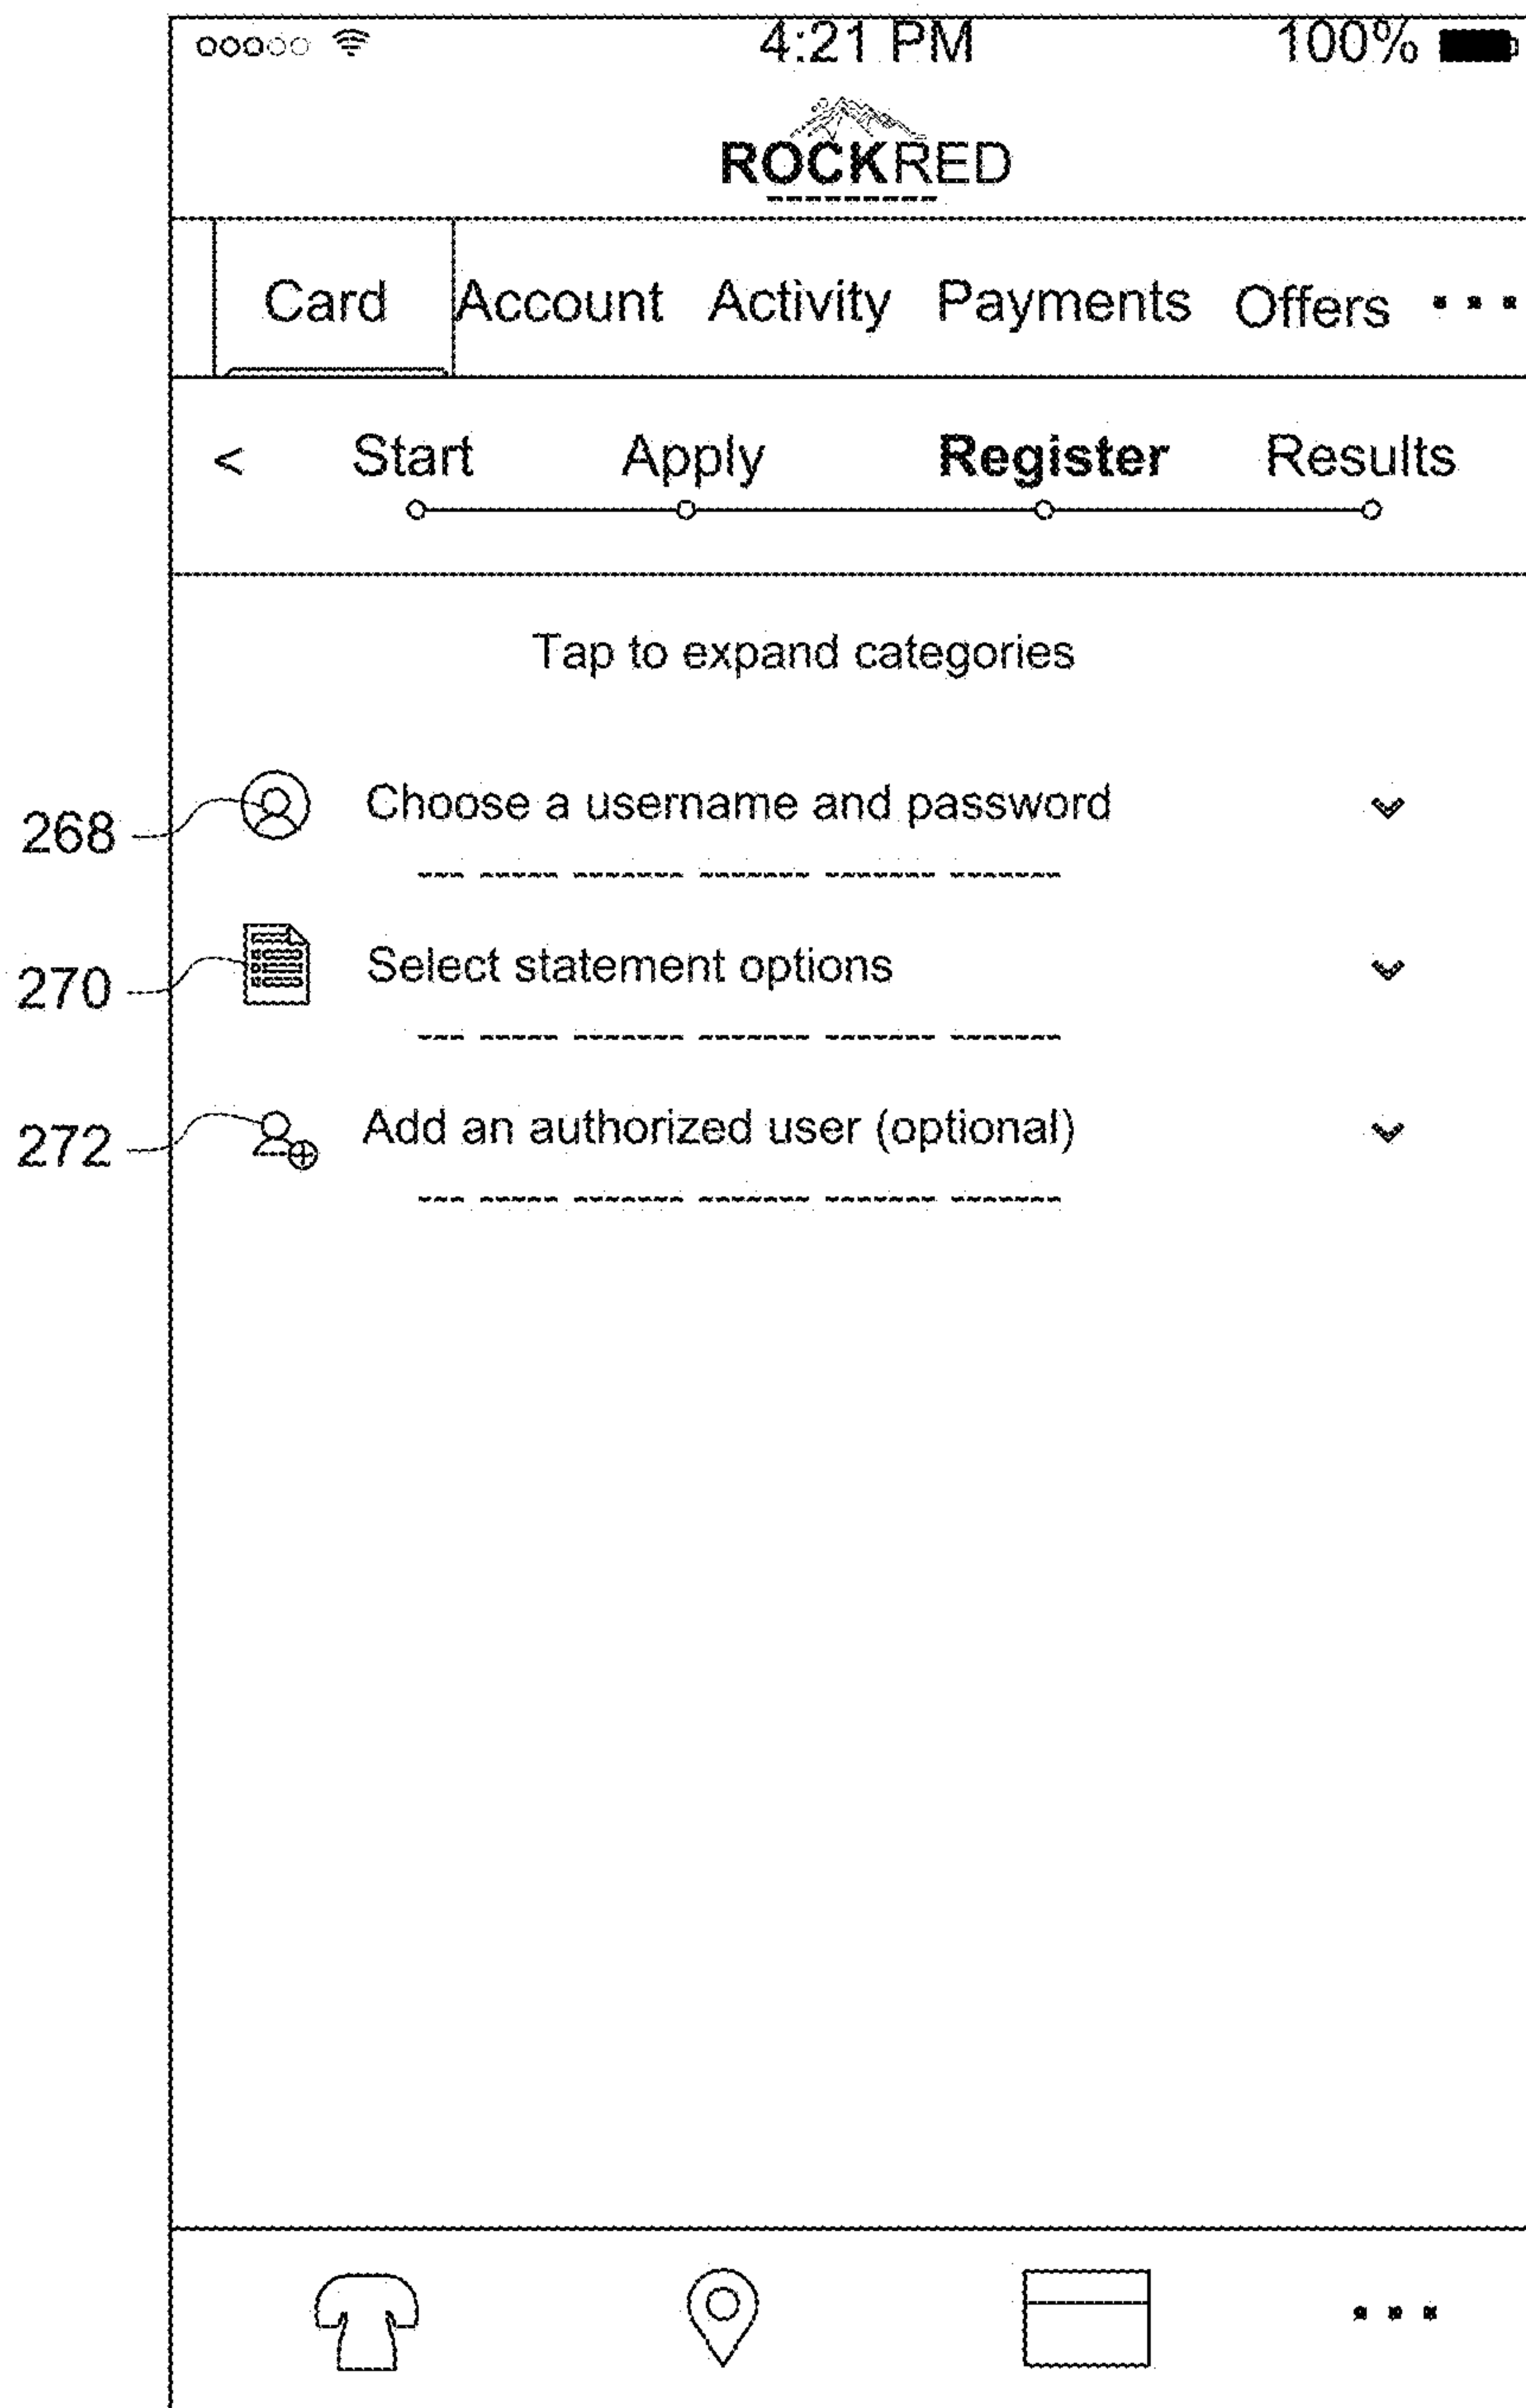 4:21 PM 100%
ROCKRED
Card Account Activity Payments Offers ...
< Start Apply Register Results
Tap to expand categories
268 Choose a username and password
270 Select statement options
272 Add an authorized user (optional)
...